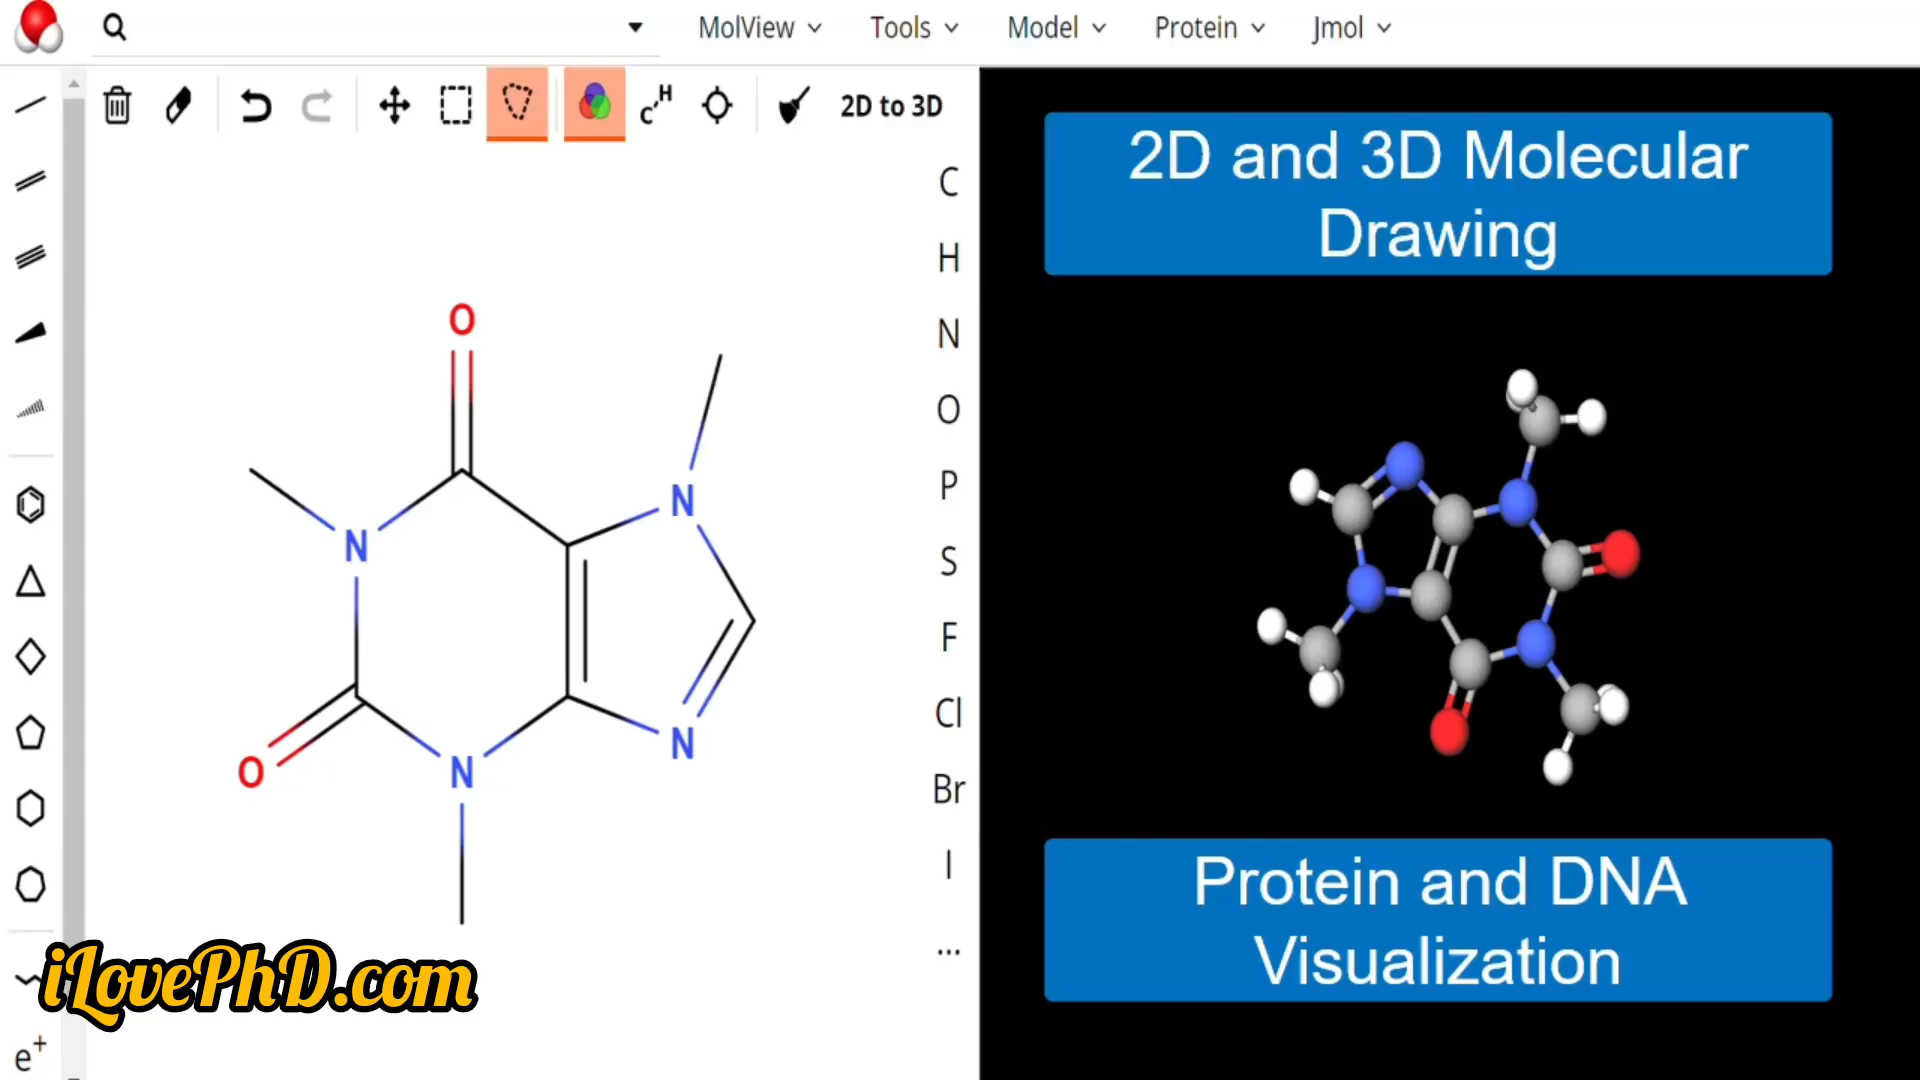 MolView
Tools
Model
Protein
Jmol
C H
2D to 3D
2D and 3D Molecular
Drawing
C
H
N
O
P
S
F
Cl
Br
I
...
O
N
N
O
N
N
Protein and DNA
Visualization
iLovePhD.com
e+